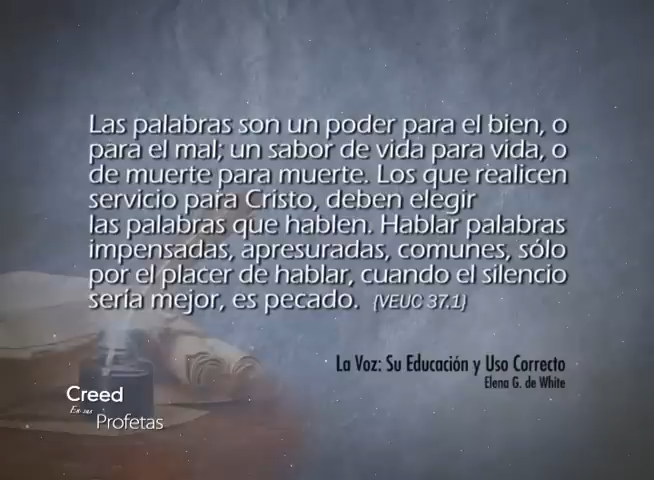 Las palabras son un poder para el bien, o
para el mal; un sabor de vida para vida, o
de muerte para muerte. Los que realicen
servicio para Cristo, deben elegir
las palabras que hablen. Hablar palabras
impensadas, apresuradas, comunes, sólo
por el placer de hablar, cuando el silencio
sería mejor, es pecado. (VEUC 37.1)
La Voz: Su Educación y Uso Correcto
Elena G. de White
Creed
En sus
Profetas